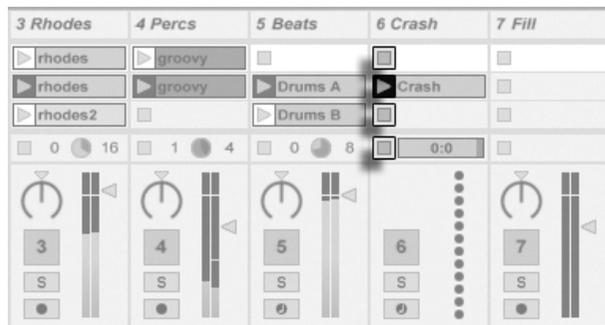 3 Rhodes 4 Percs 5 Beats 6 Crash 7 Fill
rhodes groovy
rhodes groovy Drums A Crash
rhodes2 Drums B
0 16 1 4 0 8 0:0
3 4 5 6 7
S S S S S